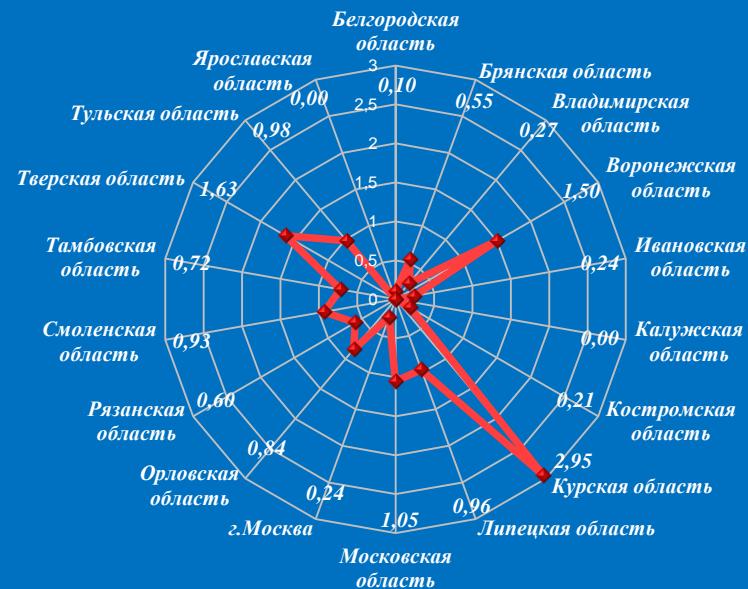 Белгородская
область
0,10
Брянская область
0,55
Владимирская
область
0,27
Воронежская
область
1,50
Ивановская
область
0,24
Калужская
область
0,00
Костромская
область
0,21
2,95
Курская область
0,96
Липецкая область
1,05
Московская
область
0,24
г.Москва
0,84
Орловская
область
0,60
Рязанская
область
0,93
Смоленская
область
0,72
Тамбовская
область
1,63
Тверская область
0,98
Тульская область
0,00
Ярославская
область
3
2,5
2
1,5
1
0,5
0